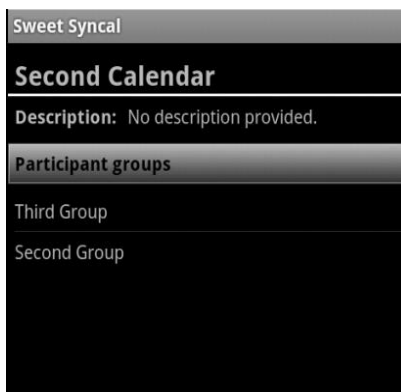 Sweet Syncal
Second Calendar
Description: No description provided.
Participant groups
Third Group
Second Group